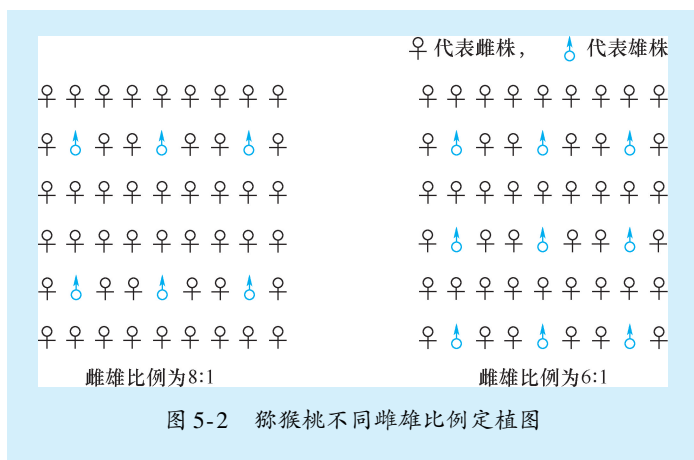 ♀代表雌株， ♂代表雄株
雌雄比例为8:1 雌雄比例为6:1
图 5-2 猕猴桃不同雌雄比例定植图